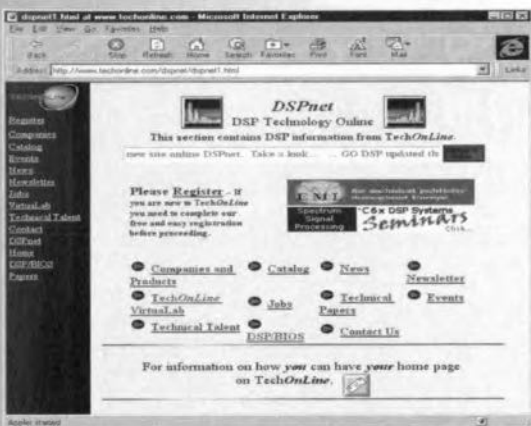 dspnet1.html at www.techonline.com - Microsoft Internet Explorer
File Edit View Go Favorites Help
Back Stop Refresh Home Search Favorites Print Font Mail
Address http://www.techonline.com/dspnet/dspnet1.html Links
Register
Companies
Catalog
Events
News
Newsletter
Jobs
VirtuaLab
Technical Talent
Contact
DSPnet
Home
DSP/BIOS
Papers
DSPnet
DSP Technology Online
This section contains DSP information from TechOnLine.
new site online DSPnet. Take a look... ... GO DSP updated th
Please Register - If
you are new to TechOnLine
you need to complete our
free and easy registration
before proceeding.
Spectrum
Signal
Processing
'C6x DSP Systems
Seminars
Click...
Companies and Products
Catalog
News
Newsletter
TechOnLine VirtuaLab
Jobs
Technical Papers
Events
Technical Talent
DSP/BIOS
Contact Us
For information on how you can have your home page
on TechOnLine.
Applet started